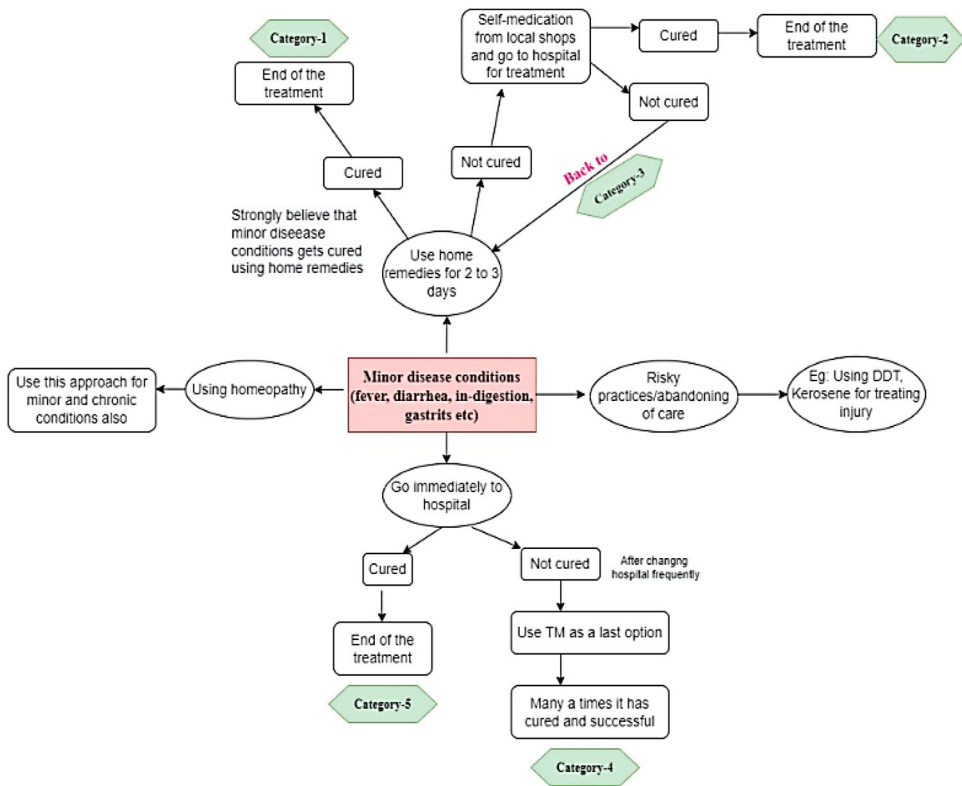 Category-1
End of the
treatment
Cured
Strongly believe that
minor diseease
conditions gets cured
using home remedies
Not cured
Self-medication
from local shops
and go to hospital
for treatment
Cured
End of the
treatment
Category-2
Not cured
Back to
Category-3
Use home
remedies for 2 to 3
days
Use this approach for
minor and chronic
conditions also
Using homeopathy
Minor disease conditions
(fever, diarrhea, in-digestion,
gastrits etc)
Risky
practices/abandoning
of care
Eg: Using DDT,
Kerosene for treating
injury
Go immediately to
hospital
Cured
End of the
treatment
Category-5
Not cured
After changng
hospital frequently
Use TM as a last option
Many a times it has
cured and successful
Category-4